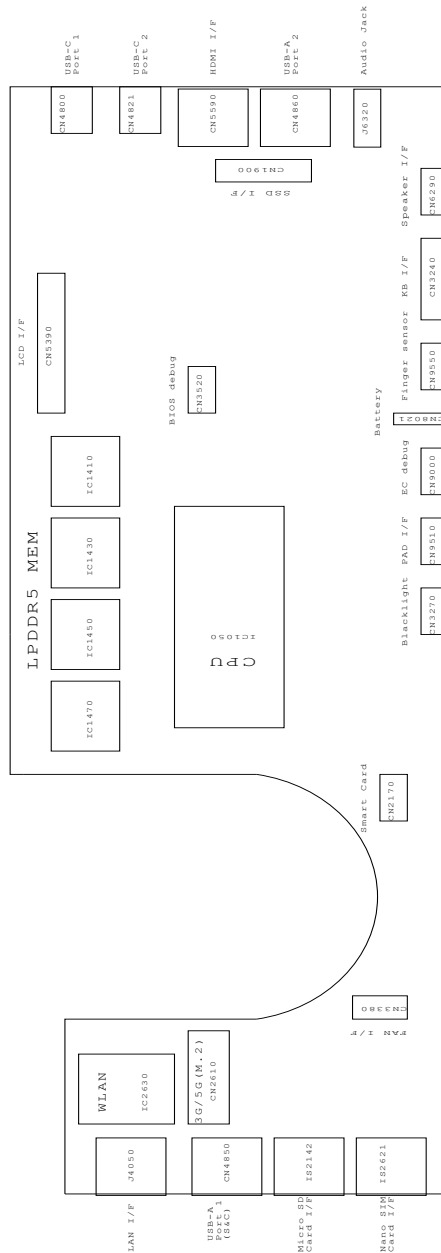 USB-C
Port 1
CN4800
USB-C
Port 2
CN4821
HDMI I/F
CN5590
USB-A
Port 2
CN4860
Audio Jack
J6320
CN1900
SSD I/F
Speaker I/F
CN6290
KB I/F
CN3240
Finger sensor
CN9550
LCD I/F
CN5390
BIOS debug
CN3520
Battery
CN8021
EC debug
CN9000
PAD I/F
CN9510
Blacklight
CN3270
LPDDR5 MEM
IC1410
IC1430
IC1450
IC1470
IC1050
CPU
Smart Card
CN2170
CN3380
FAN I/F
WLAN
IC2630
3G/5G(M.2)
CN2610
J4050
LAN I/F
CN4850
USB-A
Port 1
(S&C)
IS2142
Micro SD
Card I/F
IS2621
Nano SIM
Card I/F